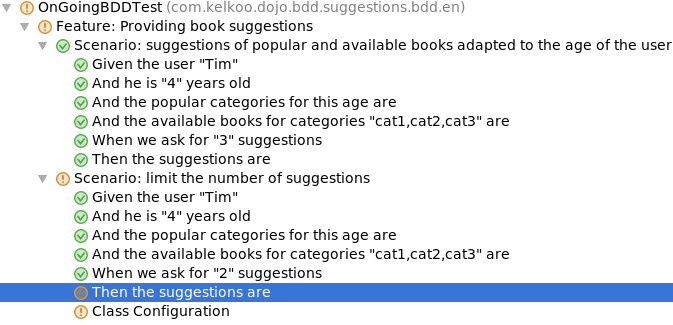 OnGoingBDDTest (com.kelkoo.dojo.bdd.suggestions.bdd.en)
Feature: Providing book suggestions
Scenario: suggestions of popular and available books adapted to the age of the user
Given the user "Tim"
And he is "4" years old
And the popular categories for this age are
And the available books for categories "cat1,cat2,cat3" are
When we ask for "3" suggestions
Then the suggestions are
Scenario: limit the number of suggestions
Given the user "Tim"
And he is "4" years old
And the popular categories for this age are
And the available books for categories "cat1,cat2,cat3" are
When we ask for "2" suggestions
Then the suggestions are
Class Configuration